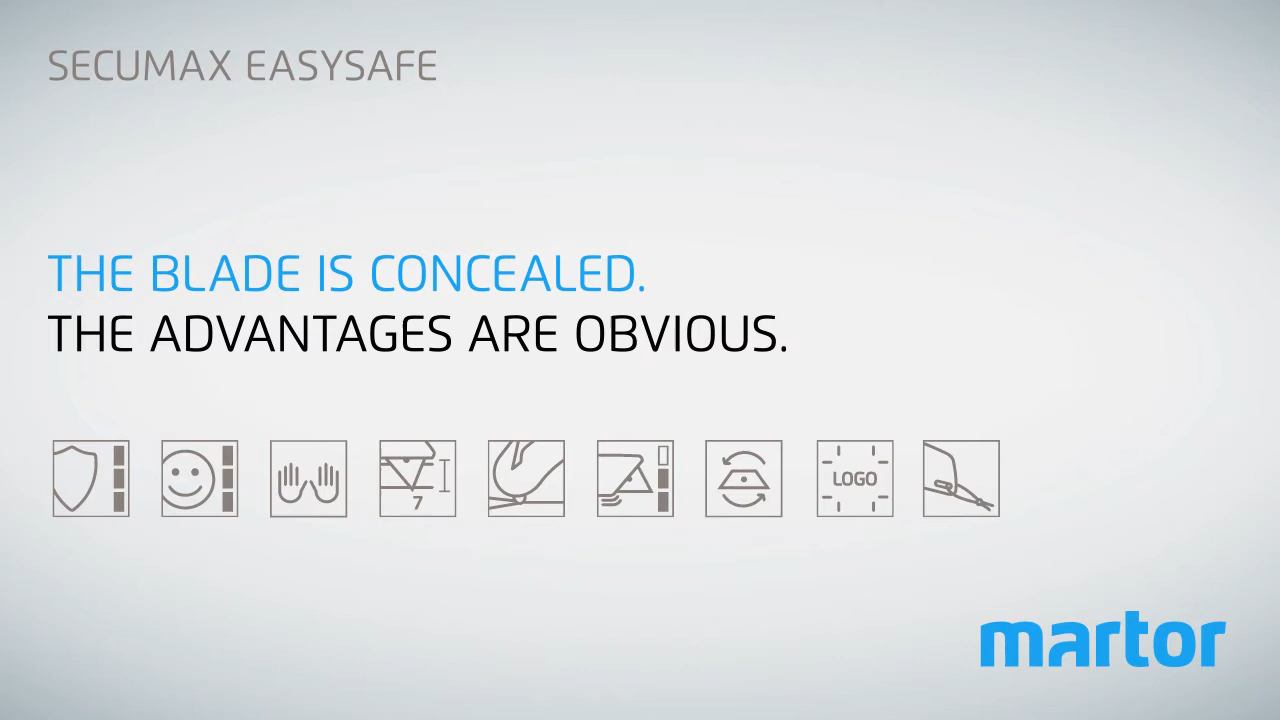 SECUMAX EASYSAFE
THE BLADE IS CONCEALED.
THE ADVANTAGES ARE OBVIOUS.
7
LOGO
martor